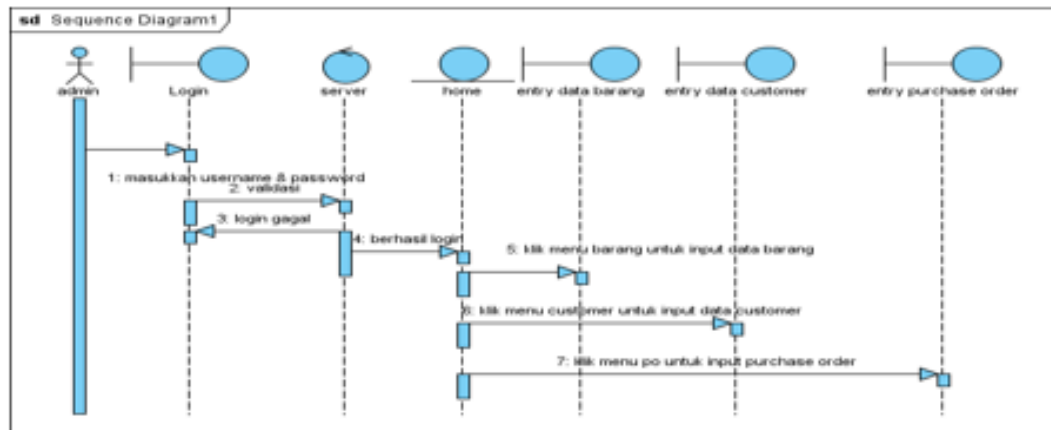 sd Sequence Diagram1
admin
Login
server
home
entry data barang
entry data customer
entry purchase order
1: masukkan username & password
2: validasi
3: login gagal
4: berhasil login
5: klik menu barang untuk input data barang
6: klik menu customer untuk input data customer
7: klik menu po untuk input purchase order